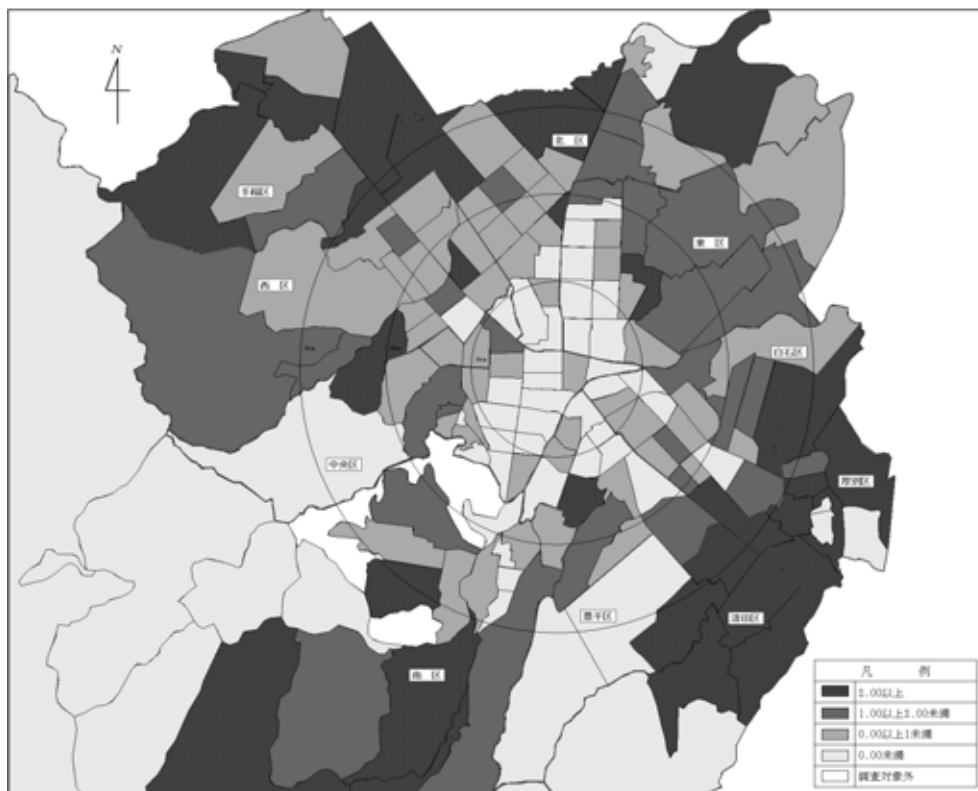 N
北 区
手稲区
東 区
西 区
白石区
中央区
厚別区
豊平区
清田区
南 区
凡 例
2.00以上
1.00以上2.00未満
0.00以上1未満
0.00未満
調査対象外